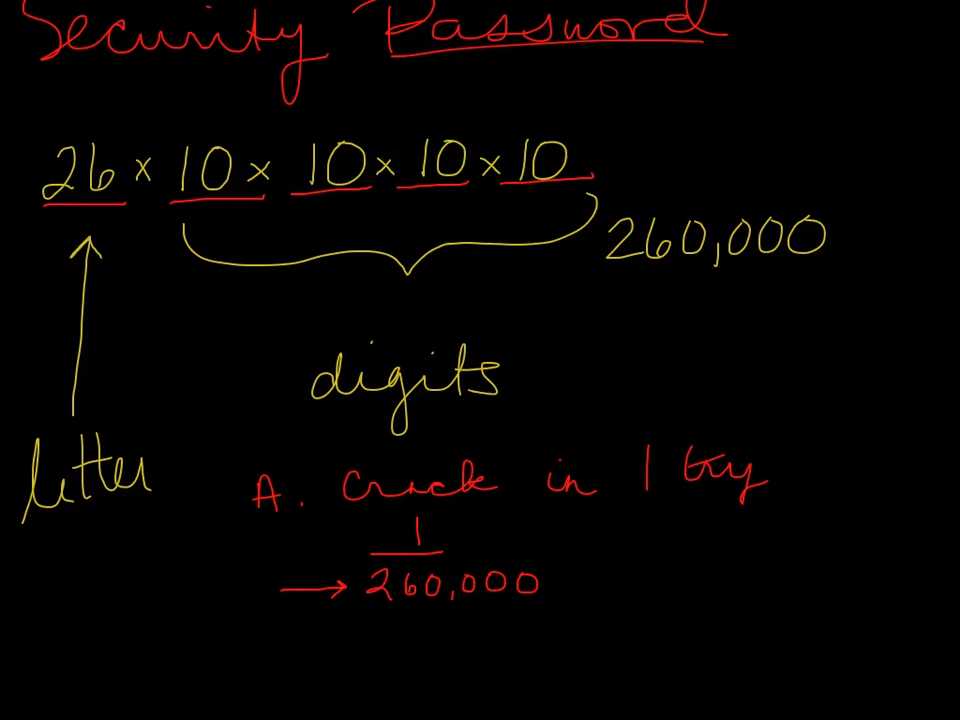 Security Password
26 × 10 × 10 × 10 × 10
260,000
digits
letter
A. Crack in 1 try
1
260,000